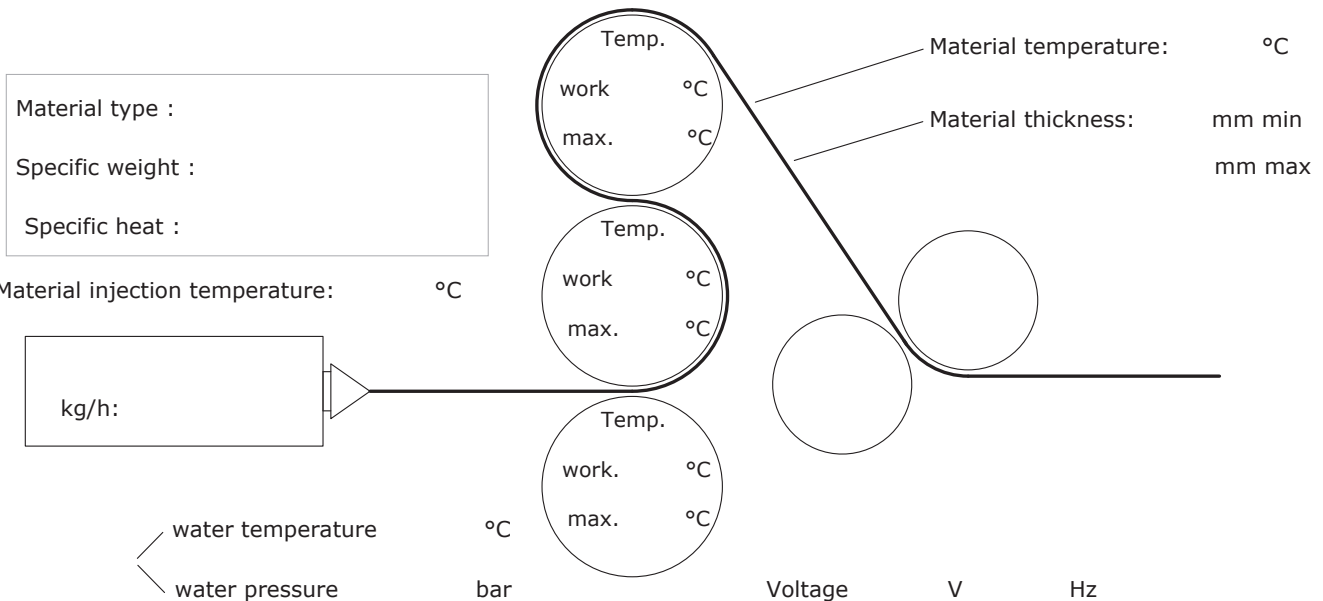 Temp.
work °C
max. °C
Material temperature: °C
Material thickness: mm min
mm max
Material type :
Specific weight :
Specific heat :
Temp.
work °C
max. °C
Material injection temperature: °C
kg/h:
Temp.
work. °C
max. °C
water temperature °C
water pressure bar
Voltage V Hz